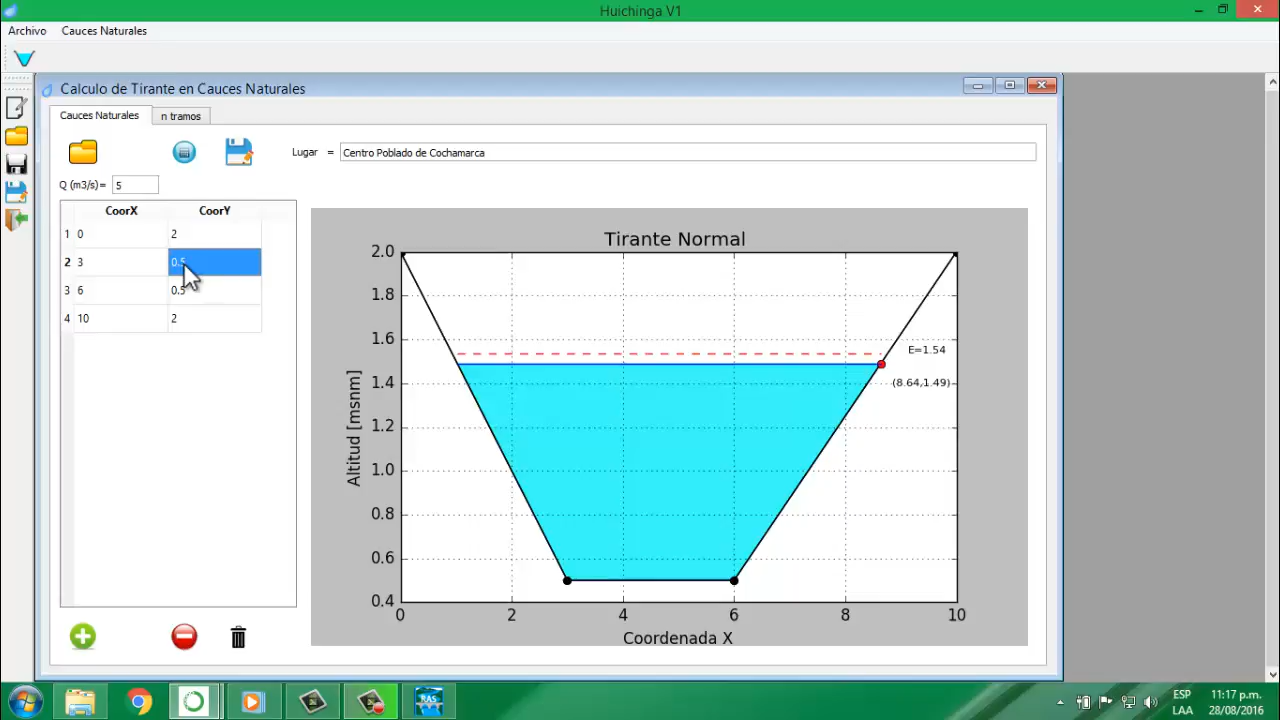 Huichinga V1
Archivo Cauces Naturales
Calculo de Tirante en Cauces Naturales
Cauces Naturales n tramos
Lugar = Centro Poblado de Cochamarca
Q (m3/s)= 5
CoorX CoorY
1 0 2
2 3 0.5
3 6 0.5
4 10 2
Tirante Normal
2.0
1.8
1.6
1.4
1.2
1.0
0.8
0.6
0.4
Altitud [msnm]
E=1.54
(8.64,1.49)
0 2 4 6 8 10
Coordenada X
RAS
ESP
LAA
11:17 p.m.
28/08/2016